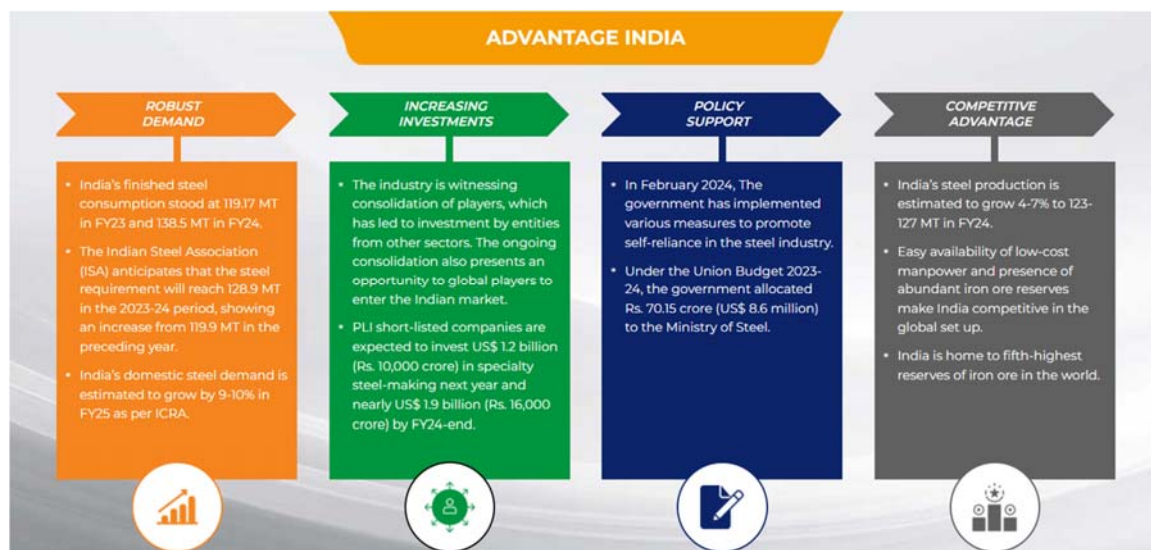 ADVANTAGE INDIA
ROBUST
DEMAND
• India’s finished steel
consumption stood at 119.17 MT
in FY23 and 138.5 MT in FY24.
• The Indian Steel Association
(ISA) anticipates that the steel
requirement will reach 128.9 MT
in the 2023-24 period, showing
an increase from 119.9 MT in the
preceding year.
• India’s domestic steel demand is
estimated to grow by 9-10% in
FY25 as per ICRA.
INCREASING
INVESTMENTS
• The industry is witnessing
consolidation of players, which
has led to investment by entities
from other sectors. The ongoing
consolidation also presents an
opportunity to global players to
enter the Indian market.
• PLI short-listed companies are
expected to invest US$ 1.2 billion
(Rs. 10,000 crore) in specialty
steel-making next year and
nearly US$ 1.9 billion (Rs. 16,000
crore) by FY24-end.
POLICY
SUPPORT
• In February 2024, The
government has implemented
various measures to promote
self-reliance in the steel industry.
• Under the Union Budget 2023-
24, the government allocated
Rs. 70.15 crore (US$ 8.6 million)
to the Ministry of Steel.
COMPETITIVE
ADVANTAGE
• India’s steel production is
estimated to grow 4-7% to 123-
127 MT in FY24.
• Easy availability of low-cost
manpower and presence of
abundant iron ore reserves
make India competitive in the
global set up.
• India is home to fifth-highest
reserves of iron ore in the world.